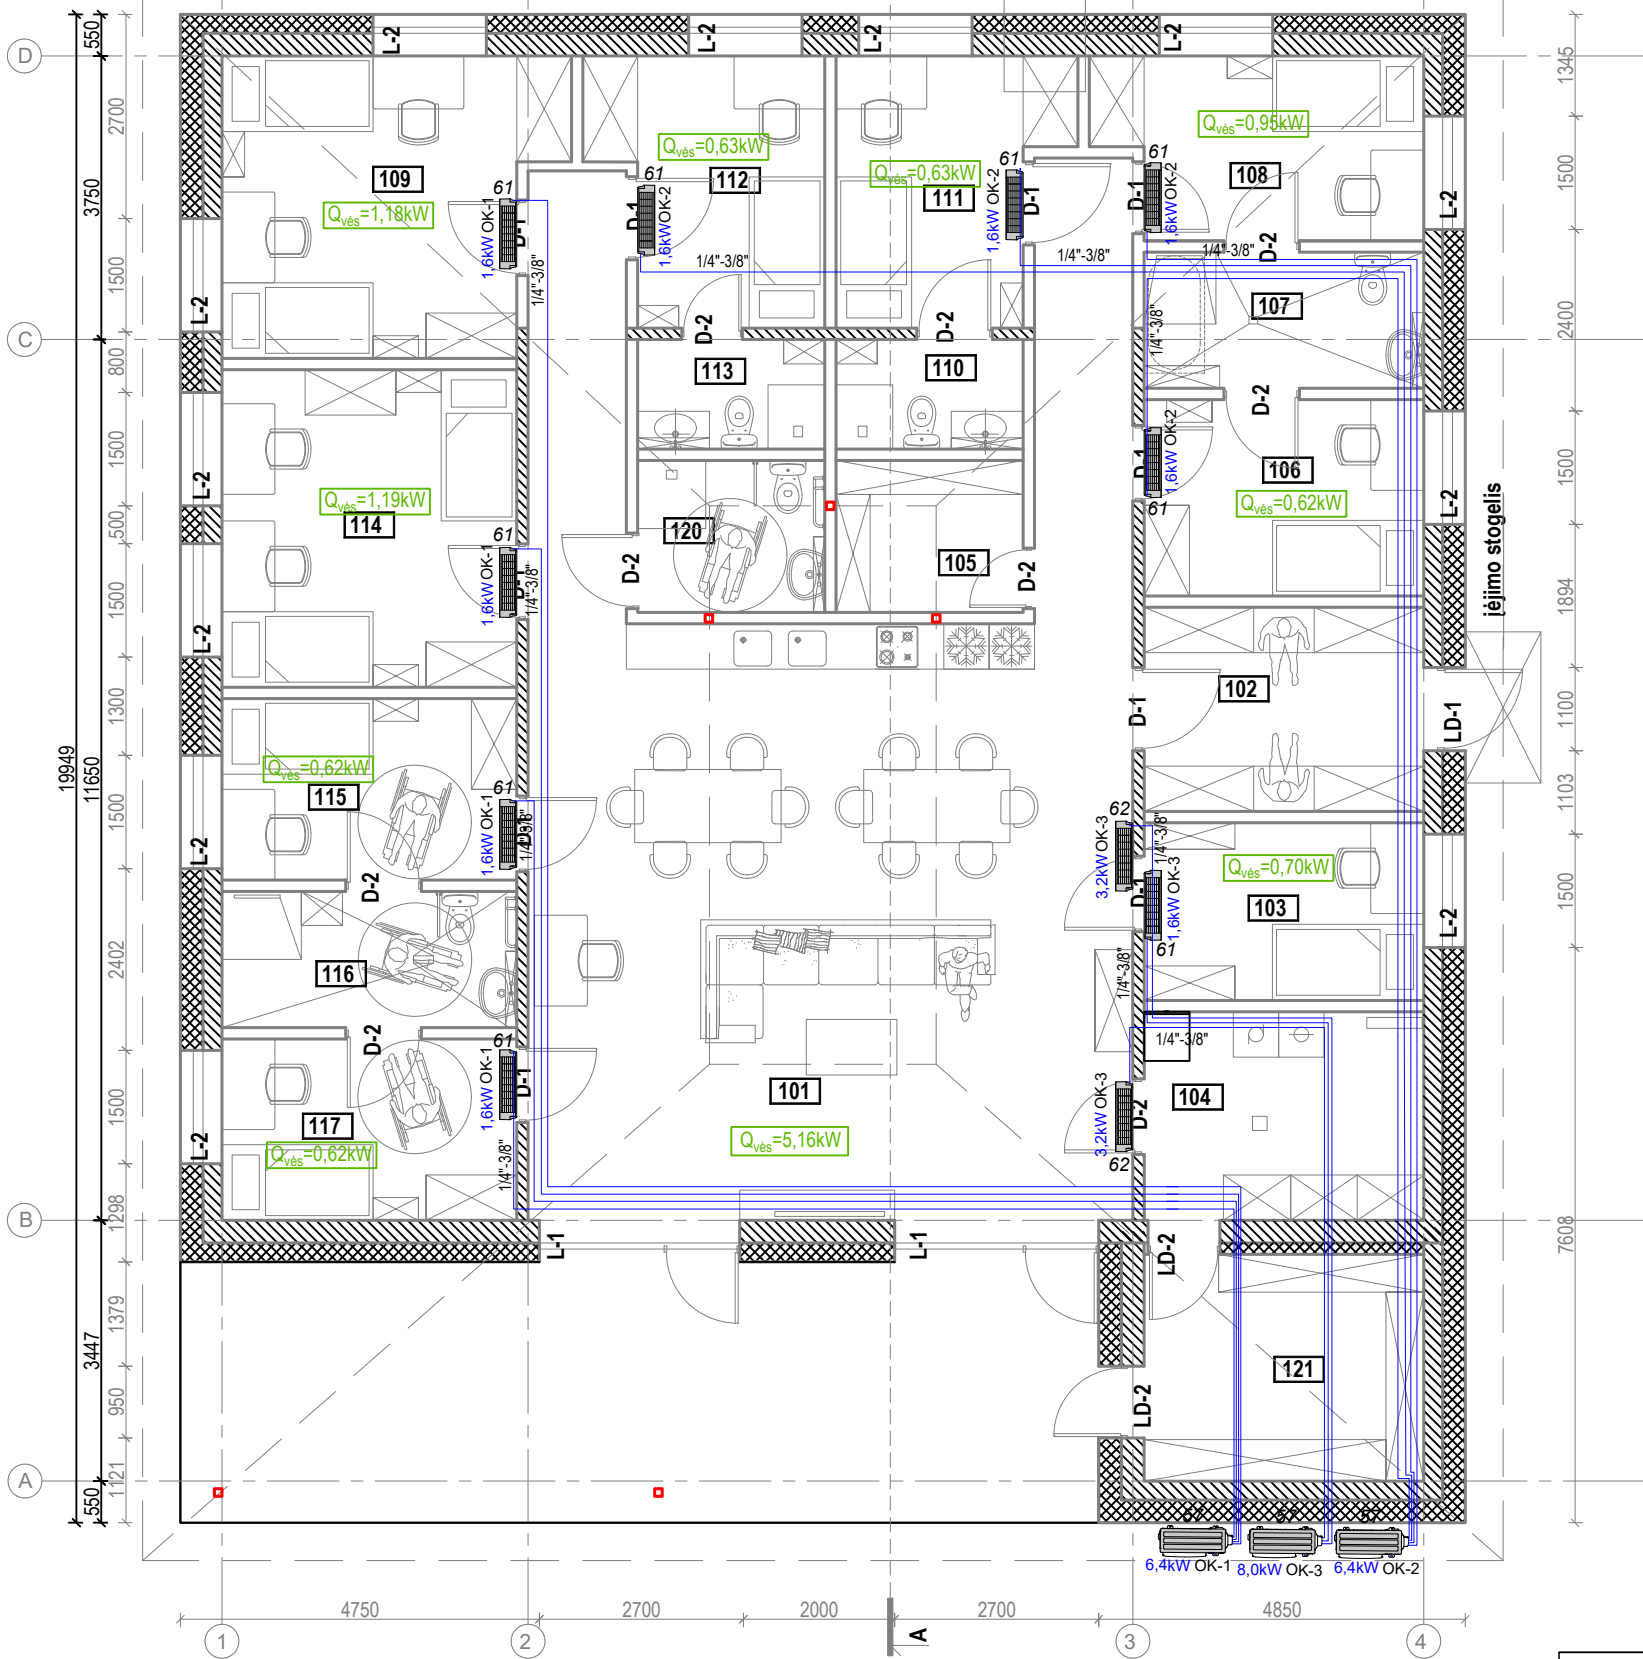 L-2
L-2
L-2
L-2
D
C
B
A
550
3750
11650
19949
3447
550
2700
1500
800
1500
500
1500
1300
1500
2402
1500
1298
1379
950
1121
1345
1500
2400
1500
1894
1100
1103
1500
7608
109
Qvės=1,18kW
61
1,6kW OK-1
D-1
1/4"-3/8"
L-2
Qvės=0,63kW
112
61
D-1
1,6kW OK-2
1/4"-3/8"
D-2
Qvės=0,63kW
111
61
1,6kW OK-2
D-1
1/4"-3/8"
D-2
Qvės=0,95kW
108
61
D-1
1,6kW OK-2
D-2
1/4"-3/8"
L-2
107
1/4"-3/8"
D-2
113
110
Qvės=1,19kW
114
61
1,6kW OK-1
D-1
1/4"-3/8"
L-2
L-2
120
D-2
105
D-2
D-1
1,6kW OK-2
61
106
Qvės=0,62kW
L-2
įėjimo stogelis
102
D-1
LD-1
Qvės=0,62kW
115
61
1,6kW OK-1
D-1
1/4"-3/8"
L-2
D-2
116
D-2
62
3,2kW OK-3
1/4"-3/8"
D-1
1,6kW OK-3
61
Qvės=0,70kW
103
L-2
1/4"-3/8"
1/4"-3/8"
61
1,6kW OK-1
D-1
117
Qvės=0,62kW
1/4"-3/8"
L-2
101
Qvės=5,16kW
3,2kW OK-3
D-2
62
104
L-1
L-1
LD-2
121
LD-2
57
57
57
6,4kW OK-1
8,0kW OK-3
6,4kW OK-2
4750
2700
2000
2700
4850
1
2
A
3
4